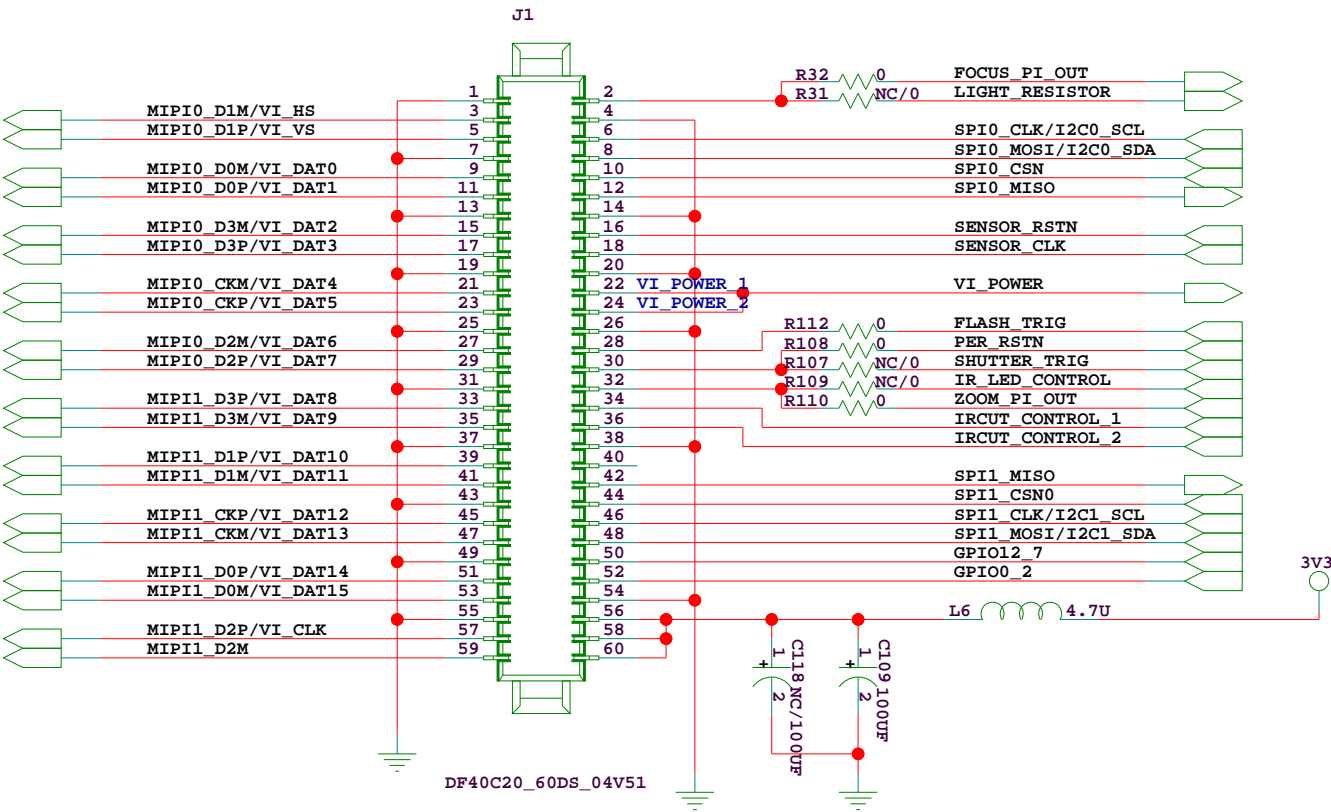 J1
R32 0 FOCUS_PI_OUT
1 2 R31 NC/0 LIGHT_RESISTOR
MIPI0_D1M/VI_HS 3 4
MIPI0_D1P/VI_VS 5 6 SPI0_CLK/I2C0_SCL
7 8 SPI0_MOSI/I2C0_SDA
MIPI0_D0M/VI_DAT0 9 10 SPI0_CSN
MIPI0_D0P/VI_DAT1 11 12 SPI0_MISO
13 14
MIPI0_D3M/VI_DAT2 15 16 SENSOR_RSTN
MIPI0_D3P/VI_DAT3 17 18 SENSOR_CLK
19 20
MIPI0_CKM/VI_DAT4 21 22 VI_POWER_1 VI_POWER
MIPI0_CKP/VI_DAT5 23 24 VI_POWER_2
25 26 R112 0 FLASH_TRIG
MIPI0_D2M/VI_DAT6 27 28 R108 0 PER_RSTN
MIPI0_D2P/VI_DAT7 29 30 R107 NC/0 SHUTTER_TRIG
31 32 R109 NC/0 IR_LED_CONTROL
MIPI1_D3P/VI_DAT8 33 34 R110 0 ZOOM_PI_OUT
MIPI1_D3M/VI_DAT9 35 36 IRCUT_CONTROL_1
37 38 IRCUT_CONTROL_2
MIPI1_D1P/VI_DAT10 39 40
MIPI1_D1M/VI_DAT11 41 42 SPI1_MISO
43 44 SPI1_CSN0
MIPI1_CKP/VI_DAT12 45 46 SPI1_CLK/I2C1_SCL
MIPI1_CKM/VI_DAT13 47 48 SPI1_MOSI/I2C1_SDA
49 50 GPIO12_7
MIPI1_D0P/VI_DAT14 51 52 GPIO0_2
3V3
MIPI1_D0M/VI_DAT15 53 54
55 56 L6 4.7U
MIPI1_D2P/VI_CLK 57 58
MIPI1_D2M 59 60
1 + 2 C118 NC/100UF
1 + 2 C109 100UF
DF40C20_60DS_04V51